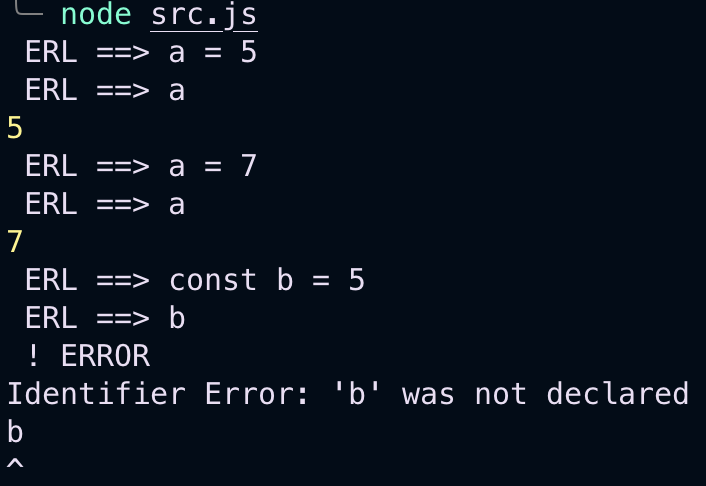 ╰─ node src.js
ERL ==> a = 5
ERL ==> a
5
ERL ==> a = 7
ERL ==> a
7
ERL ==> const b = 5
ERL ==> b
! ERROR
Identifier Error: 'b' was not declared
b
^